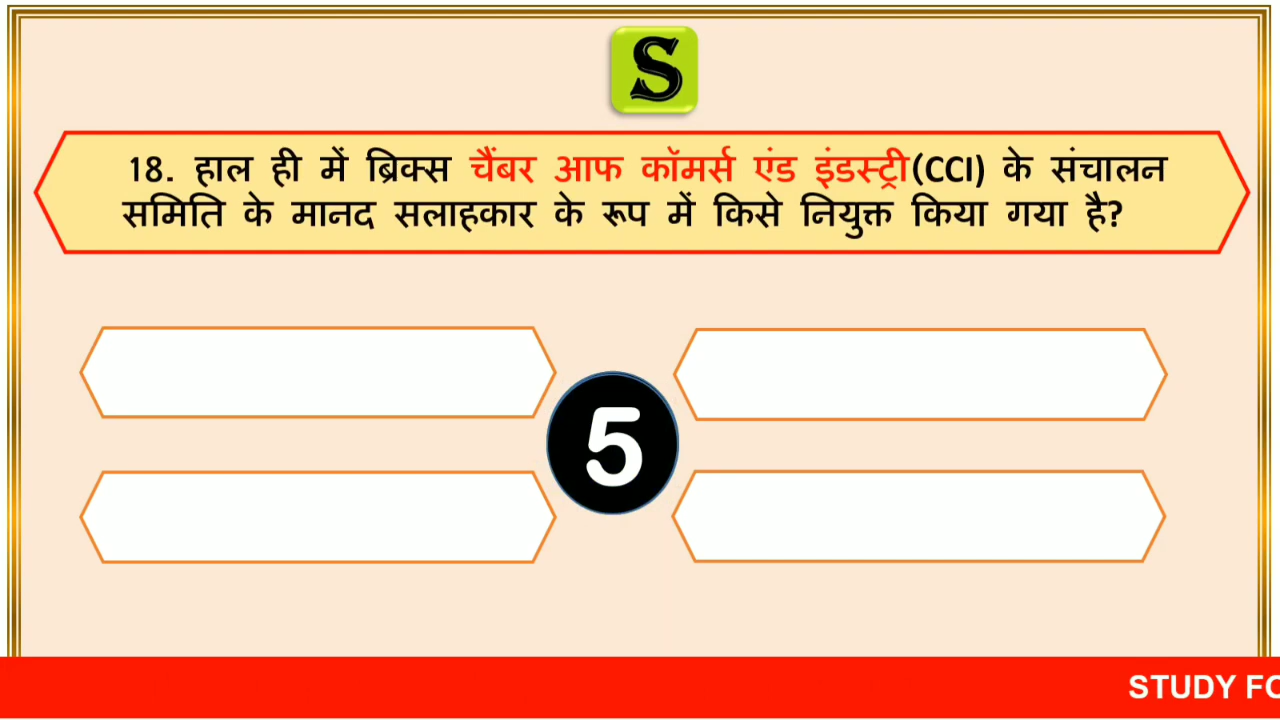 S
18. हाल ही में ब्रिक्स चैंबर आफ कॉमर्स एंड इंडस्ट्री(CCI) के संचालन
समिति के मानद सलाहकार के रूप में किसे नियुक्त किया गया है?
5
STUDY FO